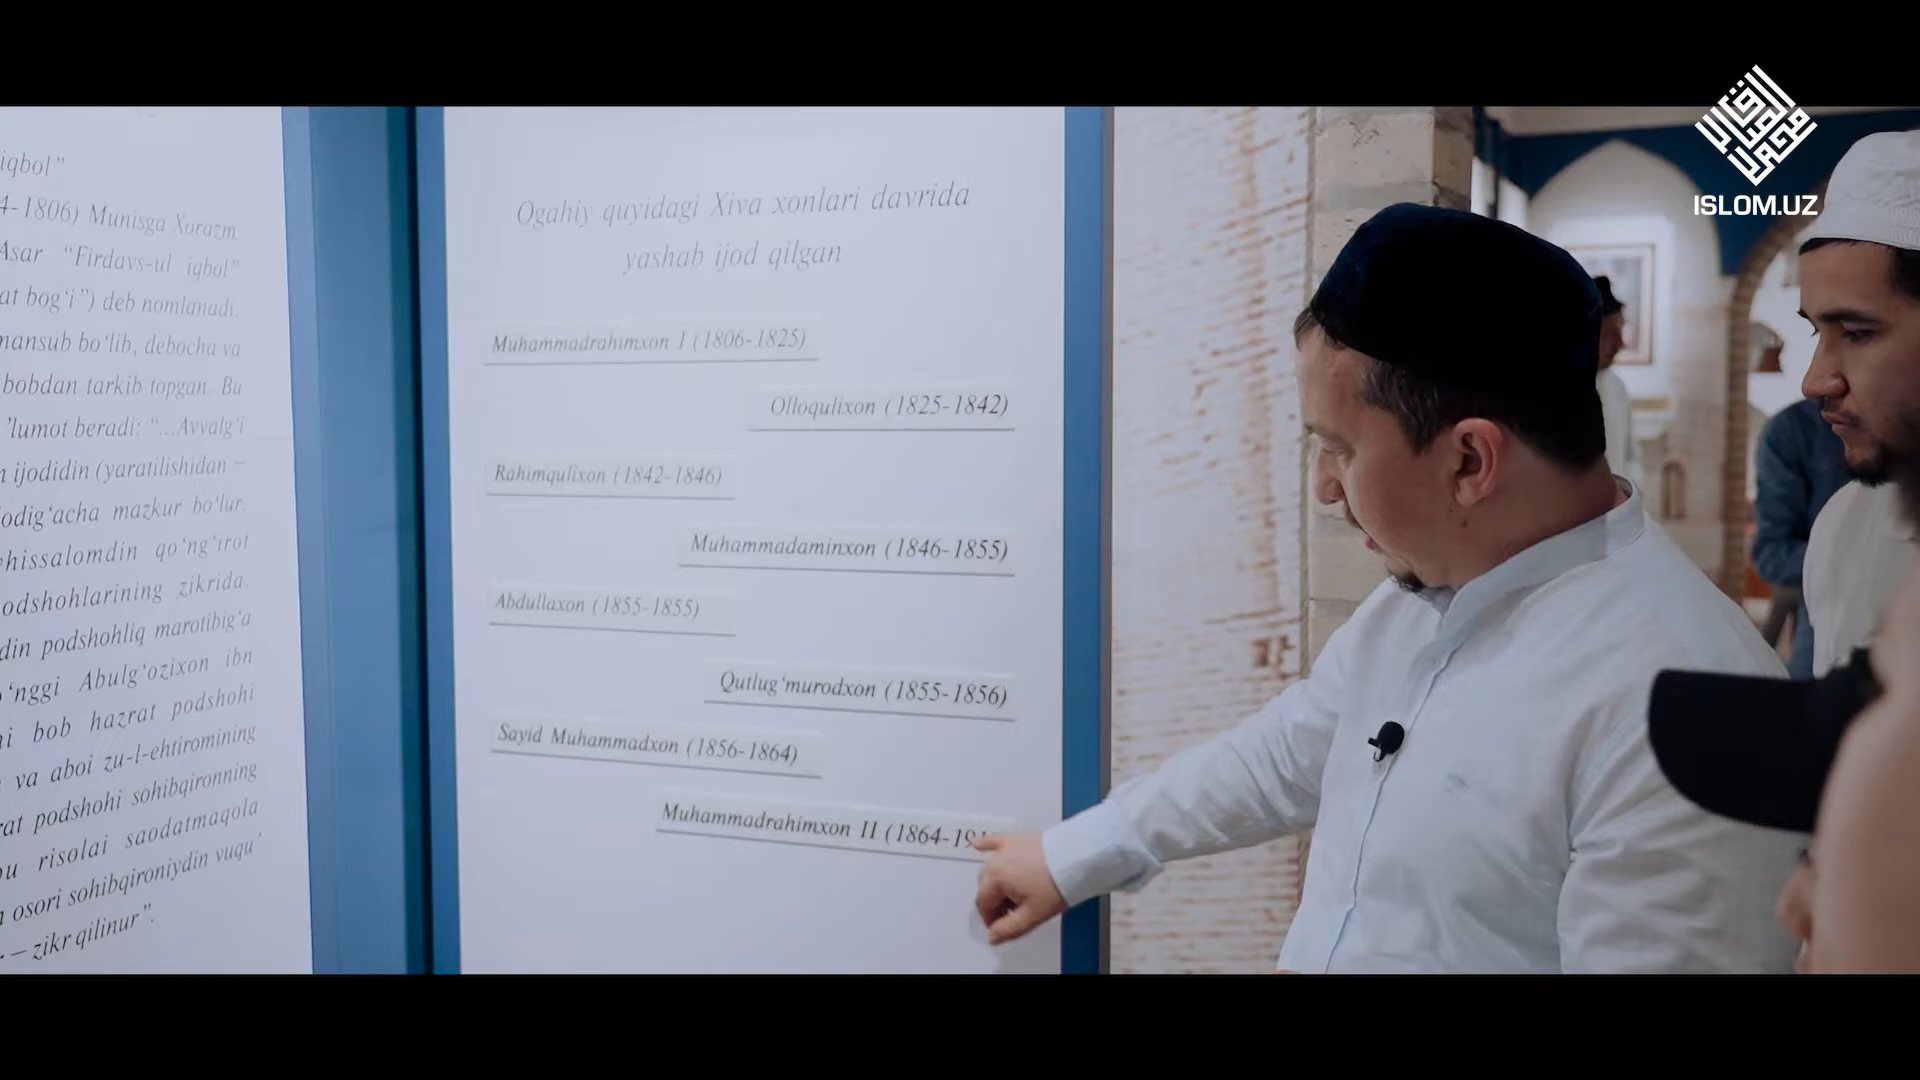 iqbol”
4-1806) Munisga Xorazm
Asar “Firdavs-ul iqbol”
at bog‘i”) deb nomlanadi.
mansub bo‘lib, debocha va
bobdan tarkib topgan. Bu
’lumot beradi: “...Avvalg‘i
ijodidin (yaratilishidan –
odig‘acha mazkur bo‘lur.
hissalomdin qo‘ng‘irot
odshohlarining zikrida.
din podshohliq marotibig‘a
‘nggi Abulg‘ozixon ibn
bob hazrat podshohi
va aboi zu-l-ehtiromining
rat podshohi sohibqironning
bu risolai saodatmaqola
osori sohibqironiydin vuqu’
– zikr qilinur”.
Ogahiy quyidagi Xiva xonlari davrida
yashab ijod qilgan
Muhammadrahimxon I (1806-1825)
Olloqulixon (1825-1842)
Rahimqulixon (1842-1846)
Muhammadaminxon (1846-1855)
Abdullaxon (1855-1855)
Qutlug‘murodxon (1855-1856)
Sayid Muhammadxon (1856-1864)
Muhammadrahimxon II (1864-19
ISLOM.UZ